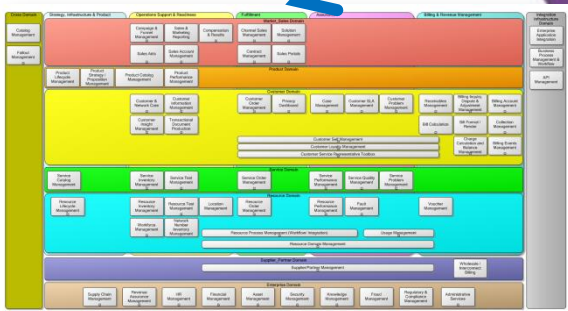 Cross Domain
Strategy, Infrastructure & Product
Operations Support & Readiness
Fulfillment
Billing & Revenue Management
Integration
Infrastructure
Domain
Market_Sales Domain
Catalog
Management
Fallout
Management
Campaign &
Funnel
Management
Sales &
Marketing
Reporting
Compensation
& Results
Channel Sales
Management
Solution
Management
Sales Aids
Sales Account
Management
Contract
Management
Sales Portals
Enterprise
Application
Integration
Business
Process
Management &
Workflow
API
Management
Product Domain
Product
Lifecycle
Management
Product
Strategy /
Proposition
Management
Product Catalog
Management
Product
Performance
Management
Customer Domain
Customer &
Network Care
Customer
Information
Management
Customer
Order
Management
Privacy
Dashboard
Case
Management
Customer SLA
Management
Customer
Problem
Management
Receivables
Management
Billing Inquiry,
Dispute &
Adjustment
Management
Billing Account
Management
Customer
Insight
Management
Transactional
Document
Production
Bill Calculation
Bill Format /
Render
Collection
Management
Customer Self Management
Customer Loyalty Management
Customer Service Representative Toolbox
Charge
Calculation and
Balance
Management
Billing Events
Management
Service Domain
Service
Catalog
Management
Service
Inventory
Management
Service Test
Management
Service Order
Management
Service
Performance
Management
Service Quality
Management
Service
Problem
Management
Resource Domain
Resource
Lifecycle
Management
Resource
Inventory
Management
Resource Test
Management
Location
Management
Resource
Order
Management
Resource
Performance
Management
Fault
Management
Voucher
Management
Workforce
Management
Network
Number
Inventory
Management
Resource Process Management (Workflow/ Integration)
Usage Management
Resource Domain Management
Supplier_Partner Domain
Supplier/Partner Management
Wholesale /
Interconnect
Billing
Enterprise Domain
Supply Chain
Management
Revenue
Assurance
Management
HR
Management
Financial
Management
Asset
Management
Security
Management
Knowledge
Management
Fraud
Management
Regulatory &
Compliance
Management
Administrative
Services